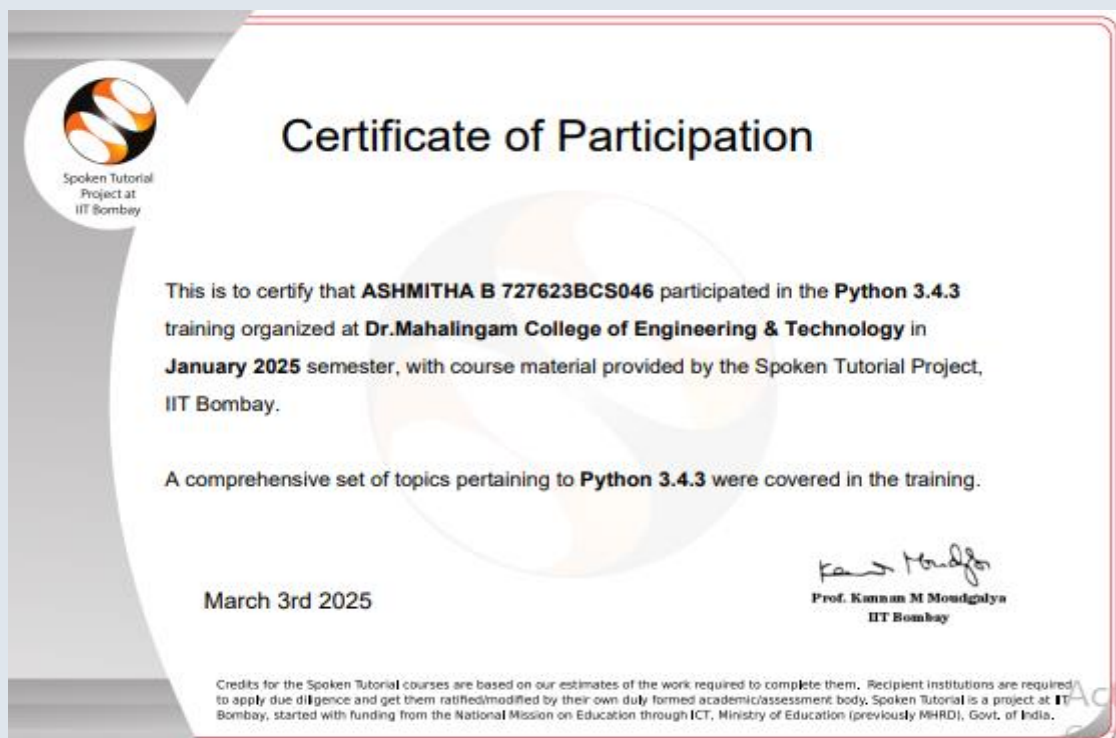 Spoken Tutorial
Project at
IIT Bombay
Certificate of Participation
This is to certify that ASHMITHA B 727623BCS046 participated in the Python 3.4.3
training organized at Dr.Mahalingam College of Engineering & Technology in
January 2025 semester, with course material provided by the Spoken Tutorial Project,
IIT Bombay.
A comprehensive set of topics pertaining to Python 3.4.3 were covered in the training.
March 3rd 2025
Prof. Kannan M Moudgalya
IIT Bombay
Credits for the Spoken Tutorial courses are based on our estimates of the work required to complete them. Recipient institutions are required
to apply due diligence and get them ratified/modified by their own duly formed academic/assessment body. Spoken Tutorial is a project at IIT
Bombay, started with funding from the National Mission on Education through ICT, Ministry of Education (previously MHRD), Govt. of India.